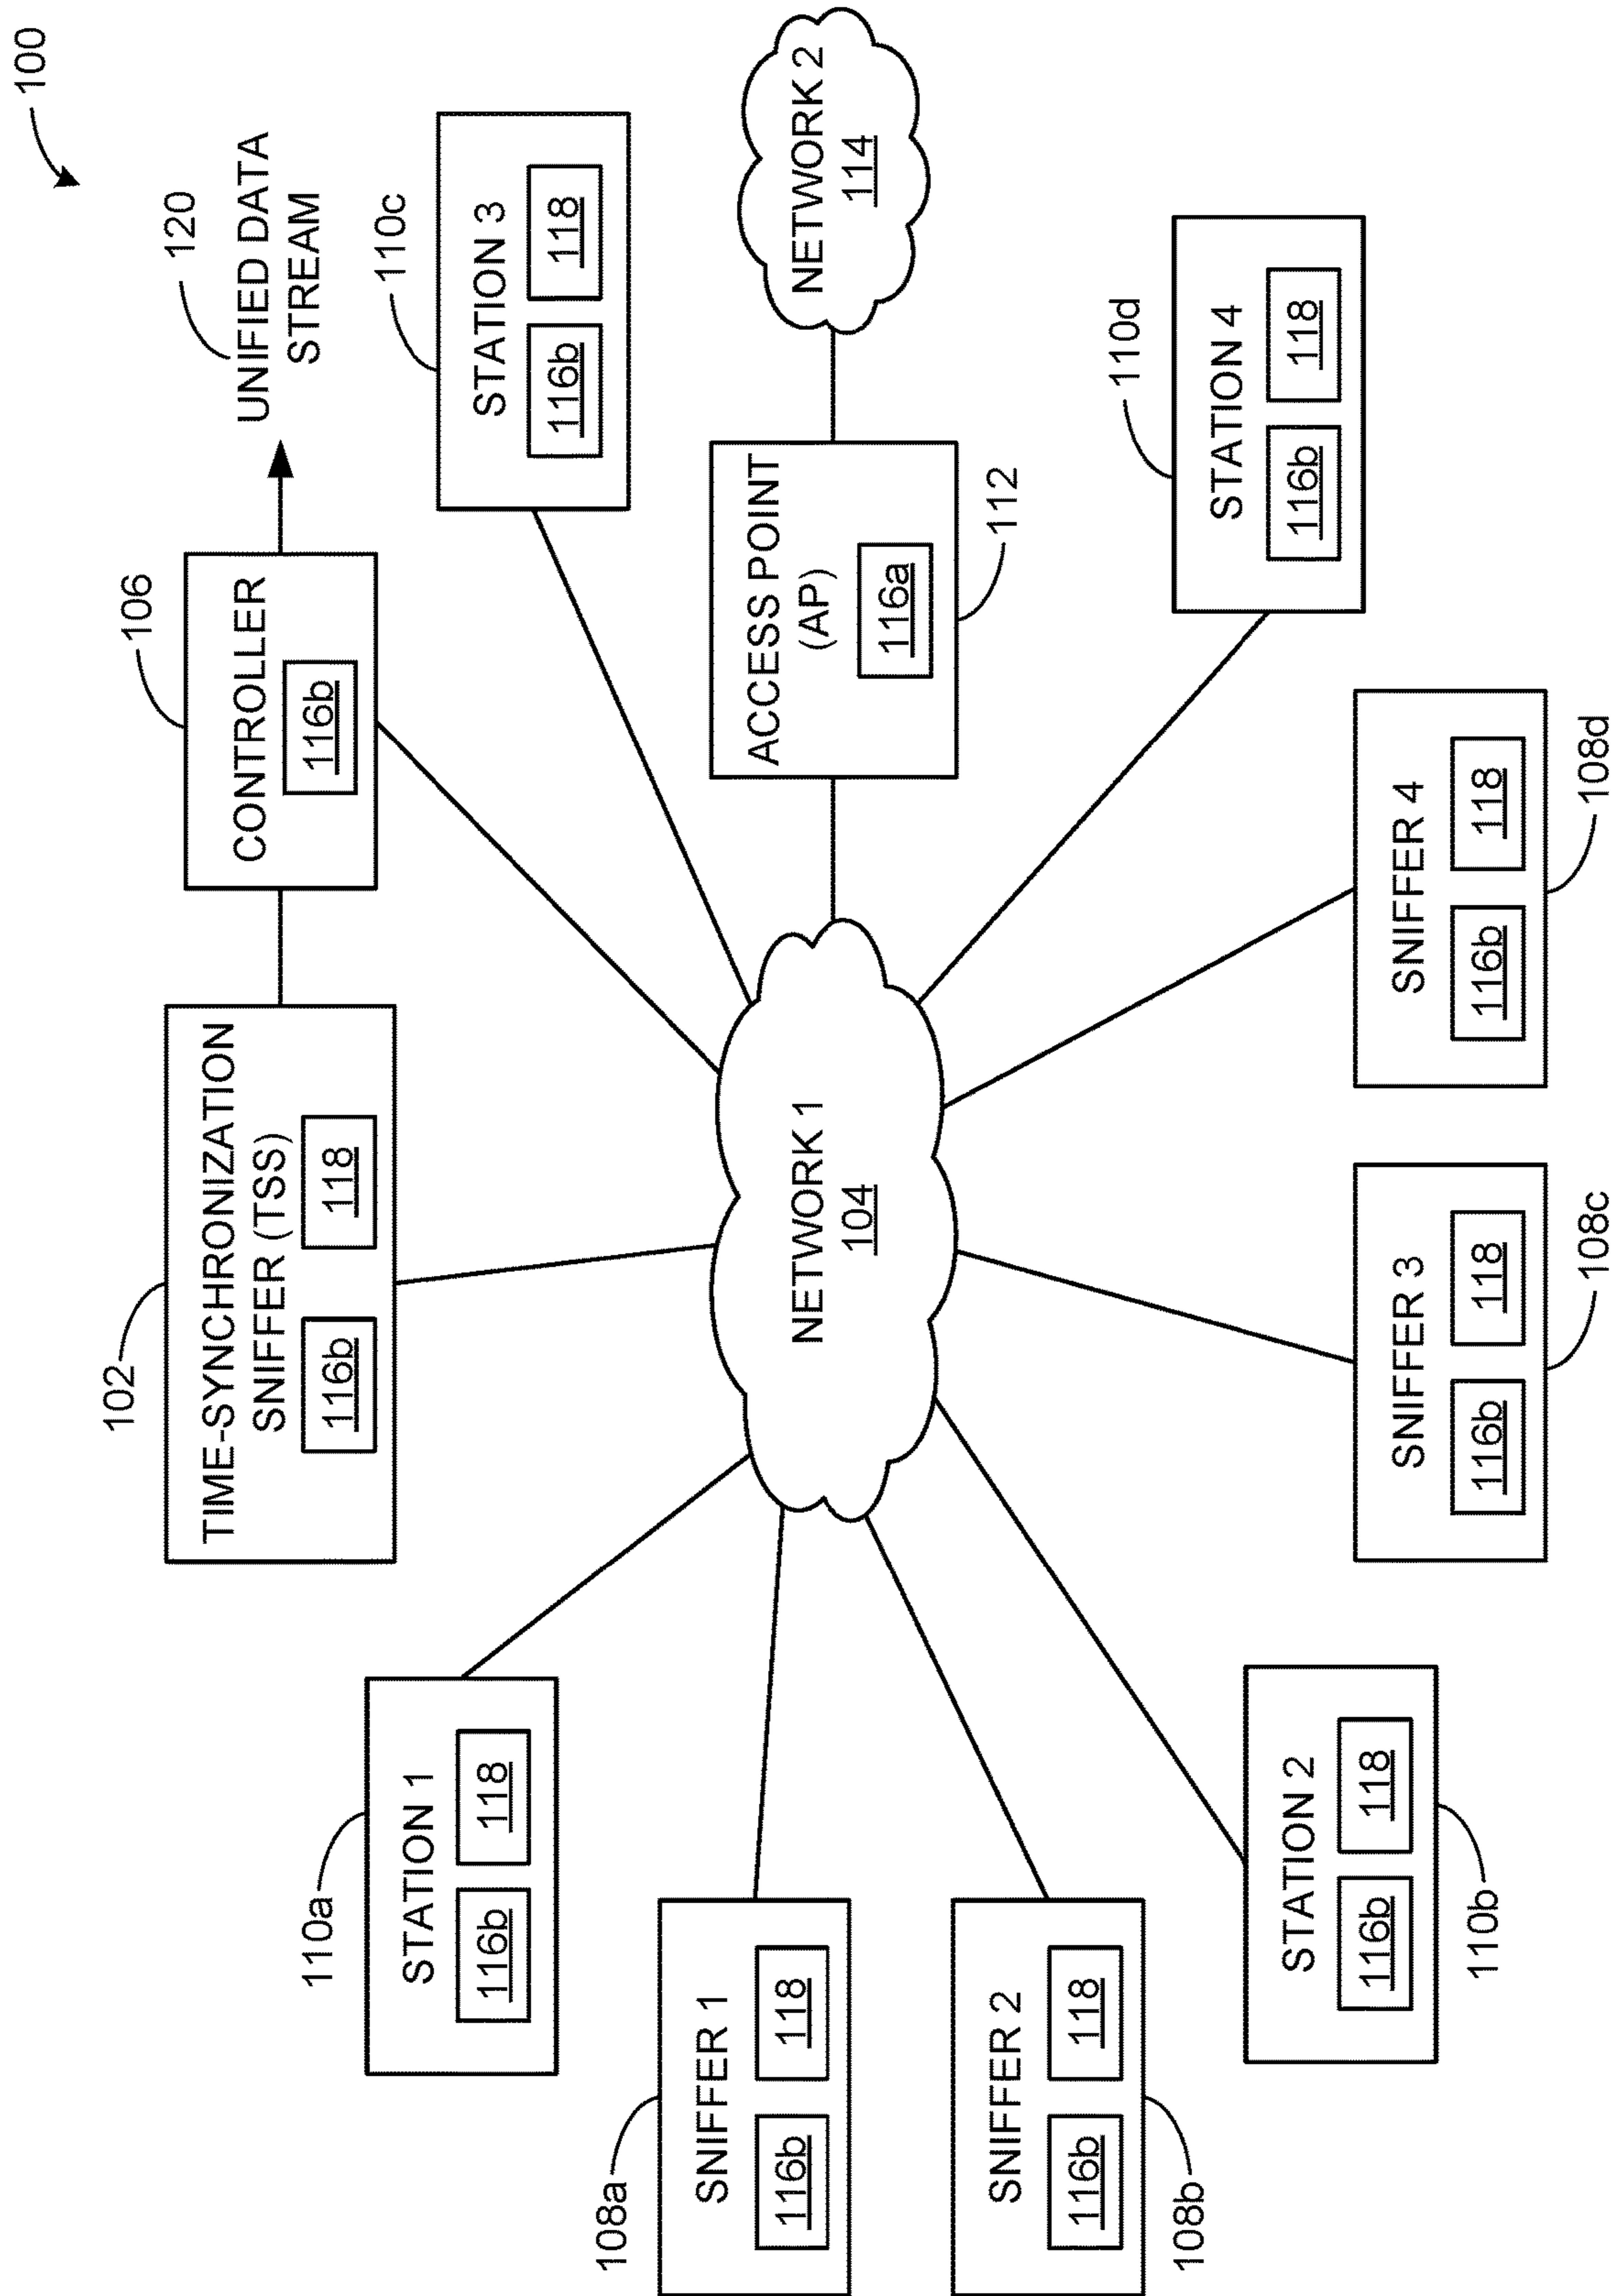 100
102
TIME-SYNCHRONIZATION
SNIFFER (TSS)
116b
118
106
CONTROLLER
116b
120
UNIFIED DATA
STREAM
110a
STATION 1
116b
118
110c
STATION 3
116b
118
108a
SNIFFER 1
116b
118
NETWORK 1
104
ACCESS POINT
(AP)
116a
112
NETWORK 2
114
SNIFFER 2
116b
118
108b
STATION 2
116b
118
110b
SNIFFER 3
116b
118
108c
SNIFFER 4
116b
118
108d
110d
STATION 4
116b
118